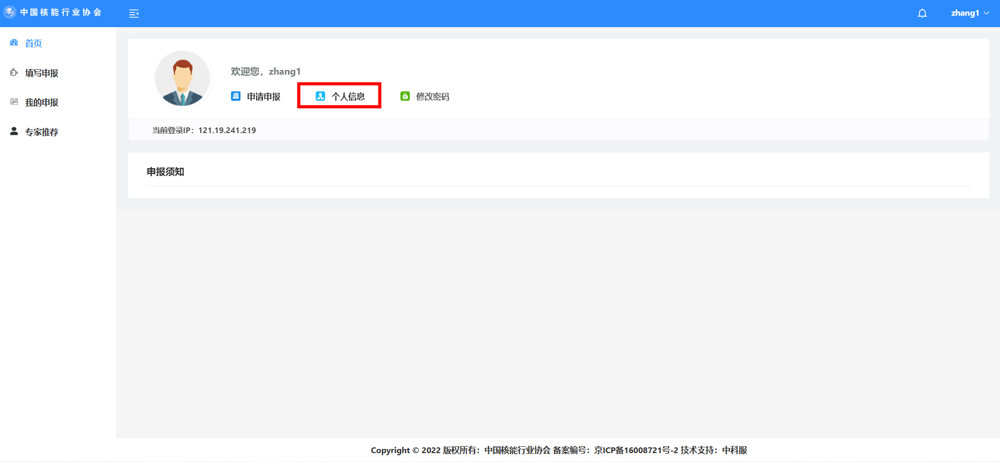 中国核能行业协会
zhang1
首页
填写申报
我的申报
专家推荐
欢迎您，zhang1
申请申报 个人信息 修改密码
当前登录IP：121.19.241.219
申报须知
Copyright © 2022 版权所有：中国核能行业协会 备案编号：京ICP备16008721号-2 技术支持：中科服